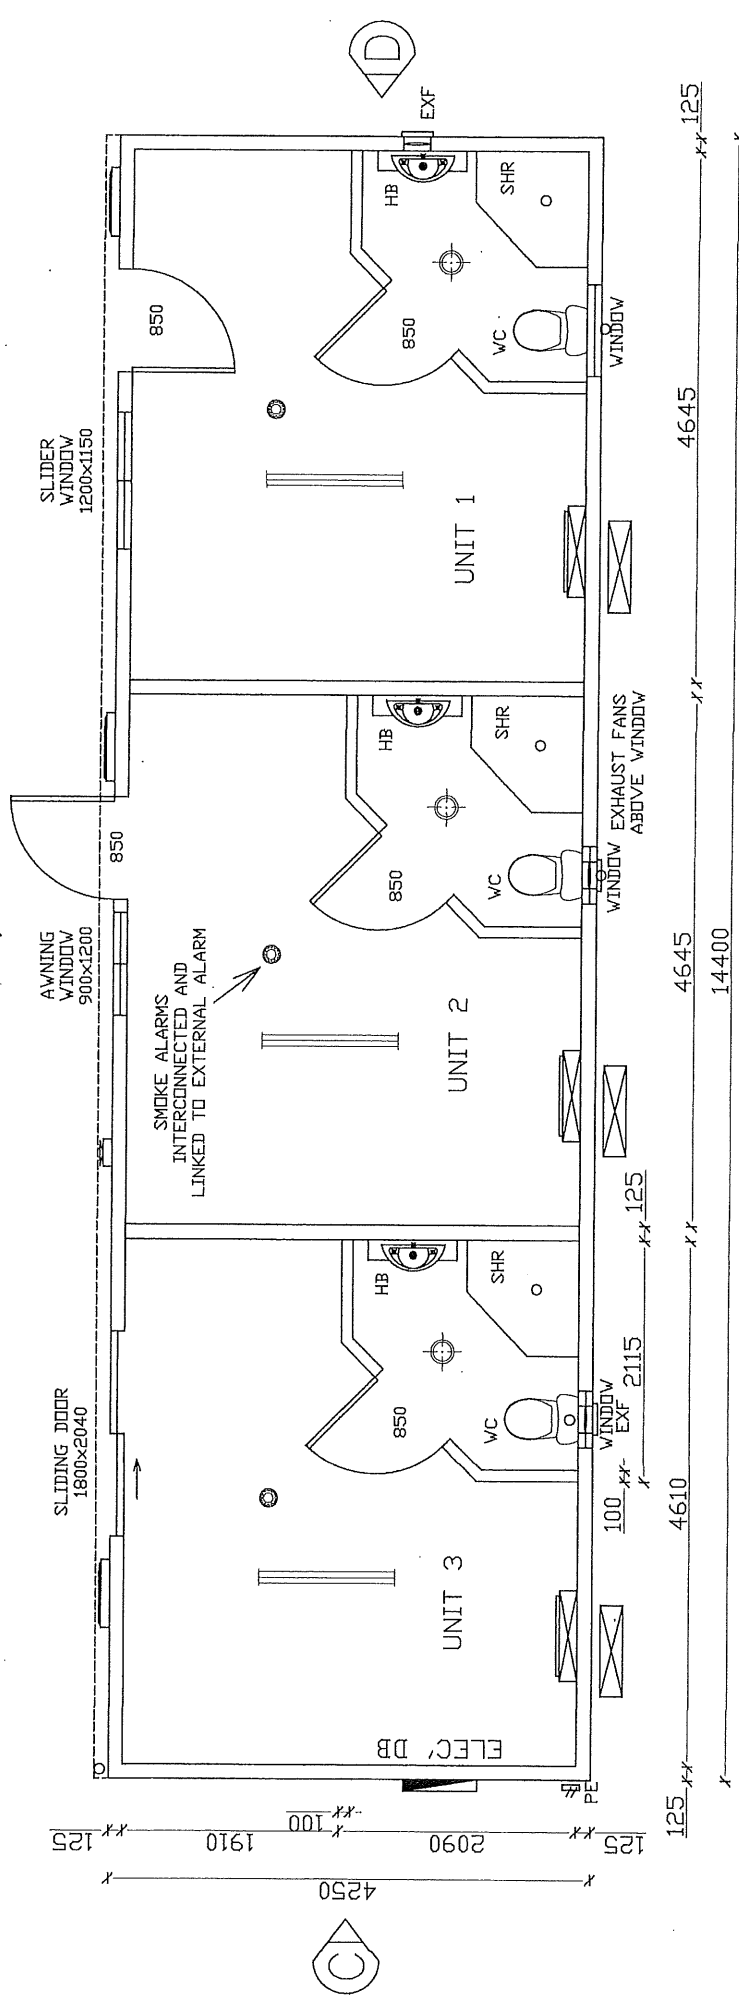 D
EXF
125
HB
SHR
850
850
WC
WINDOW
4645
SLIDER
WINDOW
1200x1150
UNIT 1
HB
SHR
850
850
WC
WINDOW
EXHAUST FANS
ABOVE WINDOW
AWNING
WINDOW
900x1200
SMOKE ALARMS
INTERCONNECTED AND
LINKED TO EXTERNAL ALARM
UNIT 2
4645
14400
125
HB
SHR
SLIDING DOOR
1800x2040
850
WC
WINDOW
EXF
2115
100
4610
UNIT 3
ELEC' DB
PE
125
125
1910
100
2090
125
4250
C